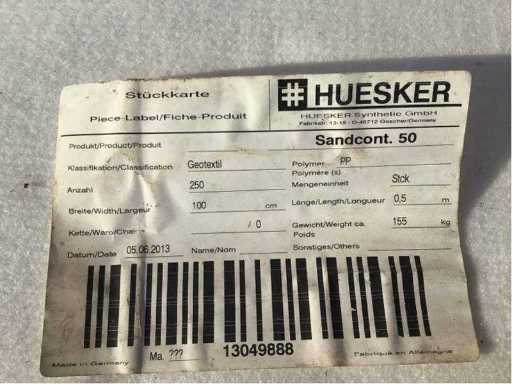 Stückkarte
Piece-Label/Fiche-Produit
HUESKER
HUESKER Synthetic GmbH
Fabrikstr. 13-15 - D-48712 Gescher/Germany
Produkt/Product/Produit Sandcont. 50
Klassifikation/Classification Geotextil Polymer PP
Polymère (s)
Anzahl 250 Mengeneinheit Stck
Breite/Width/Largeur 100 cm Länge/Length/Longueur 0,5 m
Kette/Warp/Chaîne / 0 Gewicht/Weight ca. 155 kg
Poids
Datum/Date 05.06.2013 Name/Nom Sonstiges/Others
Ma. ??? 13049888
Made in Germany Fabriqué en Allemagne